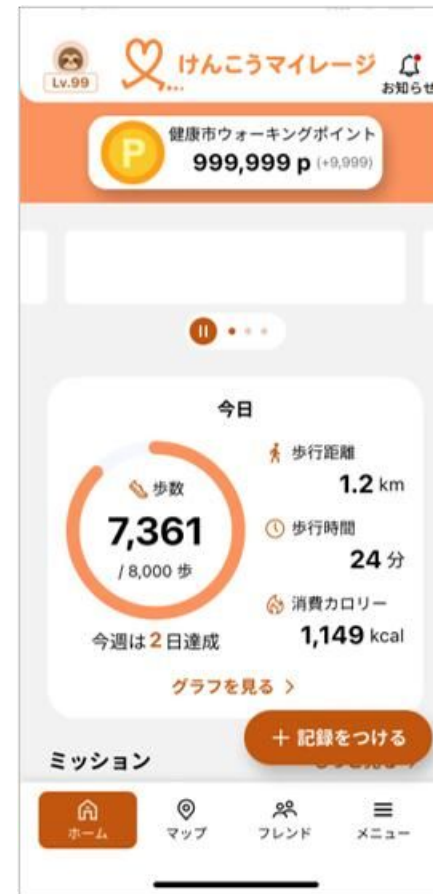 Lv.99
けんこうマイレージ
お知らせ
P
健康市ウォーキングポイント
999,999 p (+9,999)
今日
歩数
7,361
/ 8,000 歩
今週は2日達成
歩行距離
1.2 km
歩行時間
24 分
消費カロリー
1,149 kcal
グラフを見る >
+ 記録をつける
ミッション
ホーム
マップ
フレンド
メニュー